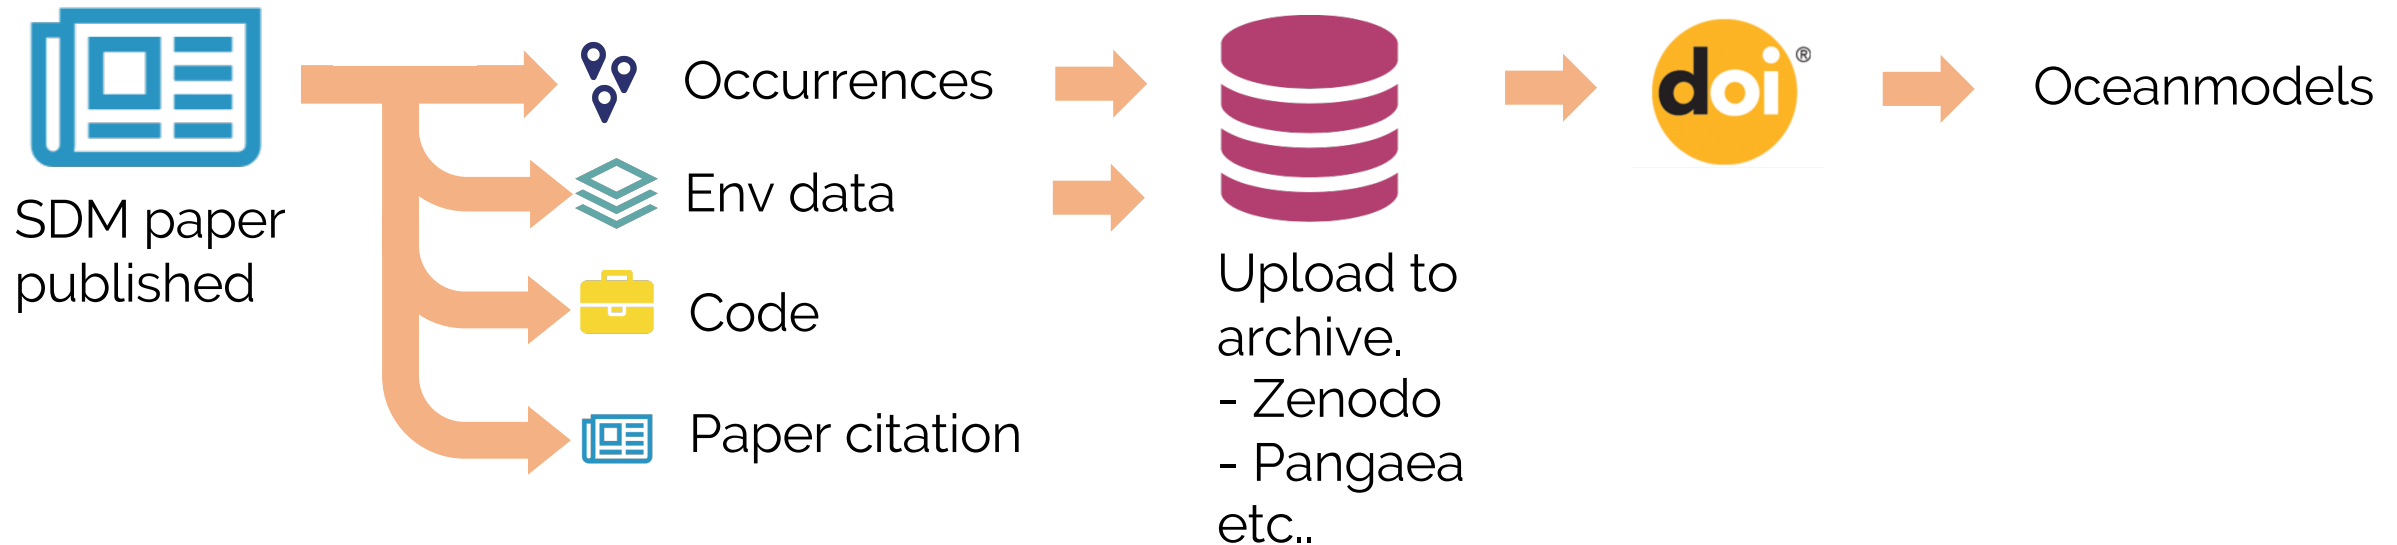 SDM paper
published
Occurrences
Env data
Code
Paper citation
Upload to
archive.
- Zenodo
- Pangaea
etc..
doi®
Oceanmodels